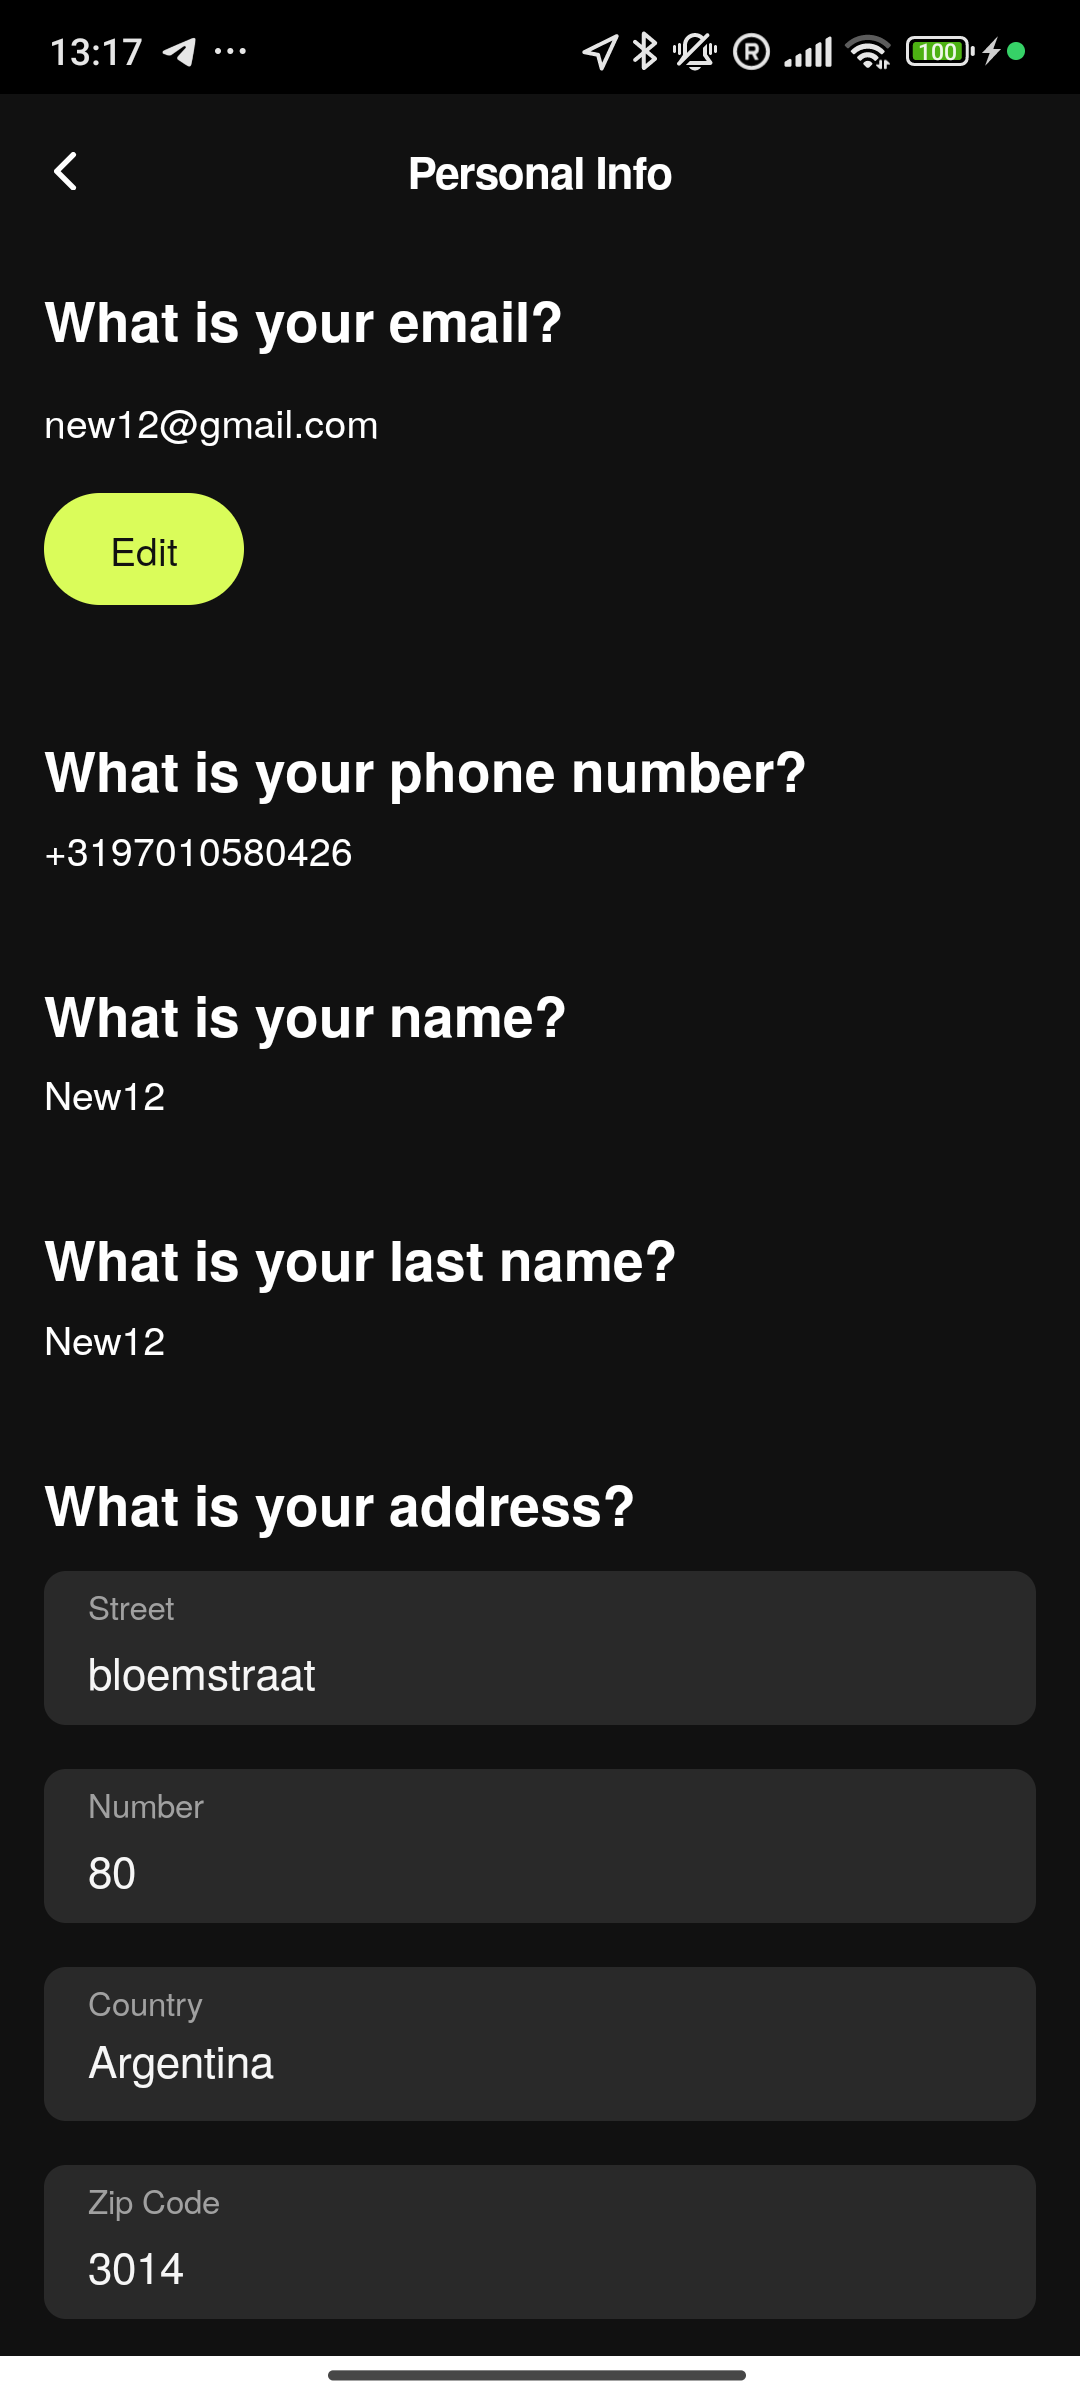 13:17
100
Personal Info
What is your email?
new12@gmail.com
Edit
What is your phone number?
+3197010580426
What is your name?
New12
What is your last name?
New12
What is your address?
Street
bloemstraat
Number
80
Country
Argentina
Zip Code
3014